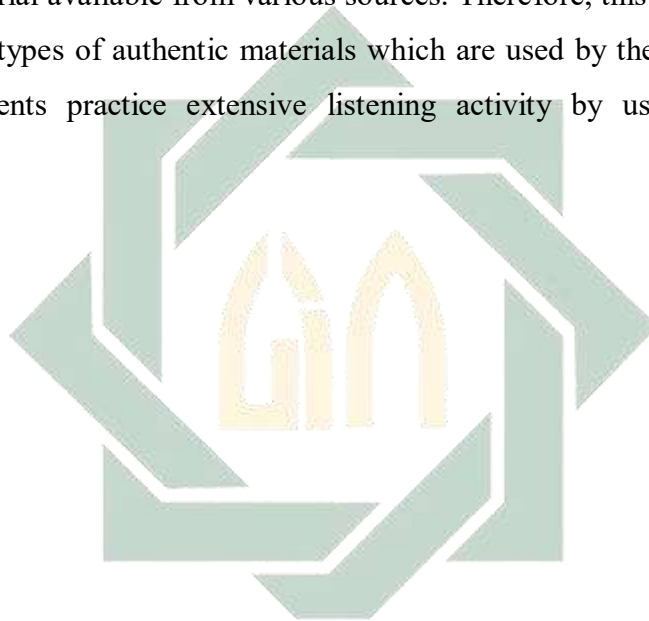 rial available from various sources. Therefore, this
types of authentic materials which are used by the
ents practice extensive listening activity by us